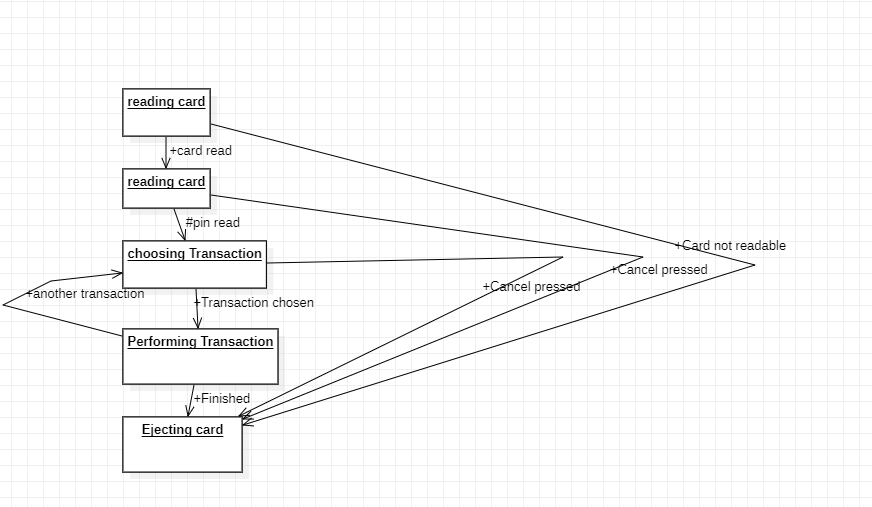 reading card
+card read
reading card
#pin read
+Card not readable
choosing Transaction
+Cancel pressed
+Cancel pressed
+another transaction
+Transaction chosen
Performing Transaction
+Finished
Ejecting card